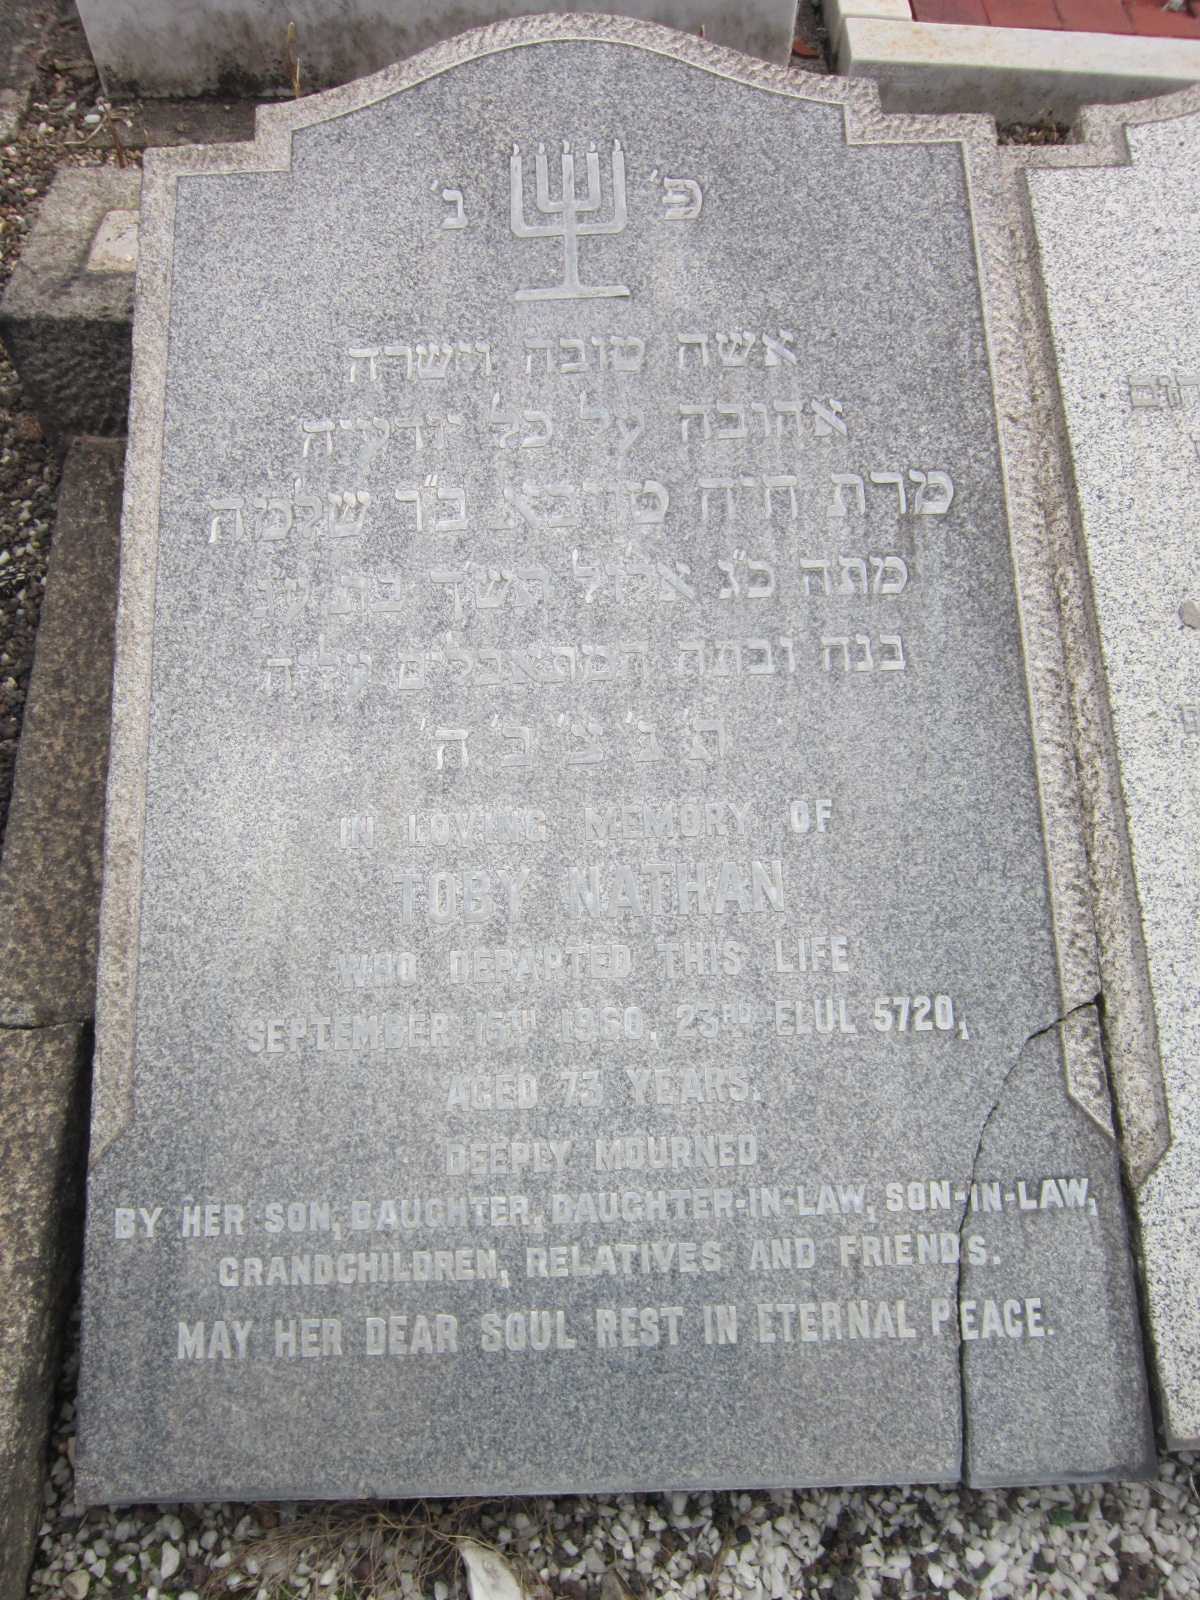 פ' נ'
אשה טובה וישרה
אהובה על כל יודעיה
מרת חיה טובא ב"ר שלמה
מתה כ"ג אלול תש"ך בת ע"ג
בנה ובתה המתאבלים עליה
ת' נ' צ' ב' ה'
IN LOVING MEMORY OF
TOBY NATHAN
WHO DEPARTED THIS LIFE
SEPTEMBER 15TH 1960. 23RD ELUL 5720,
AGED 73 YEARS.
DEEPLY MOURNED
BY HER SON, DAUGHTER, DAUGHTER-IN-LAW, SON-IN-LAW,
GRANDCHILDREN, RELATIVES AND FRIENDS.
MAY HER DEAR SOUL REST IN ETERNAL PEACE.